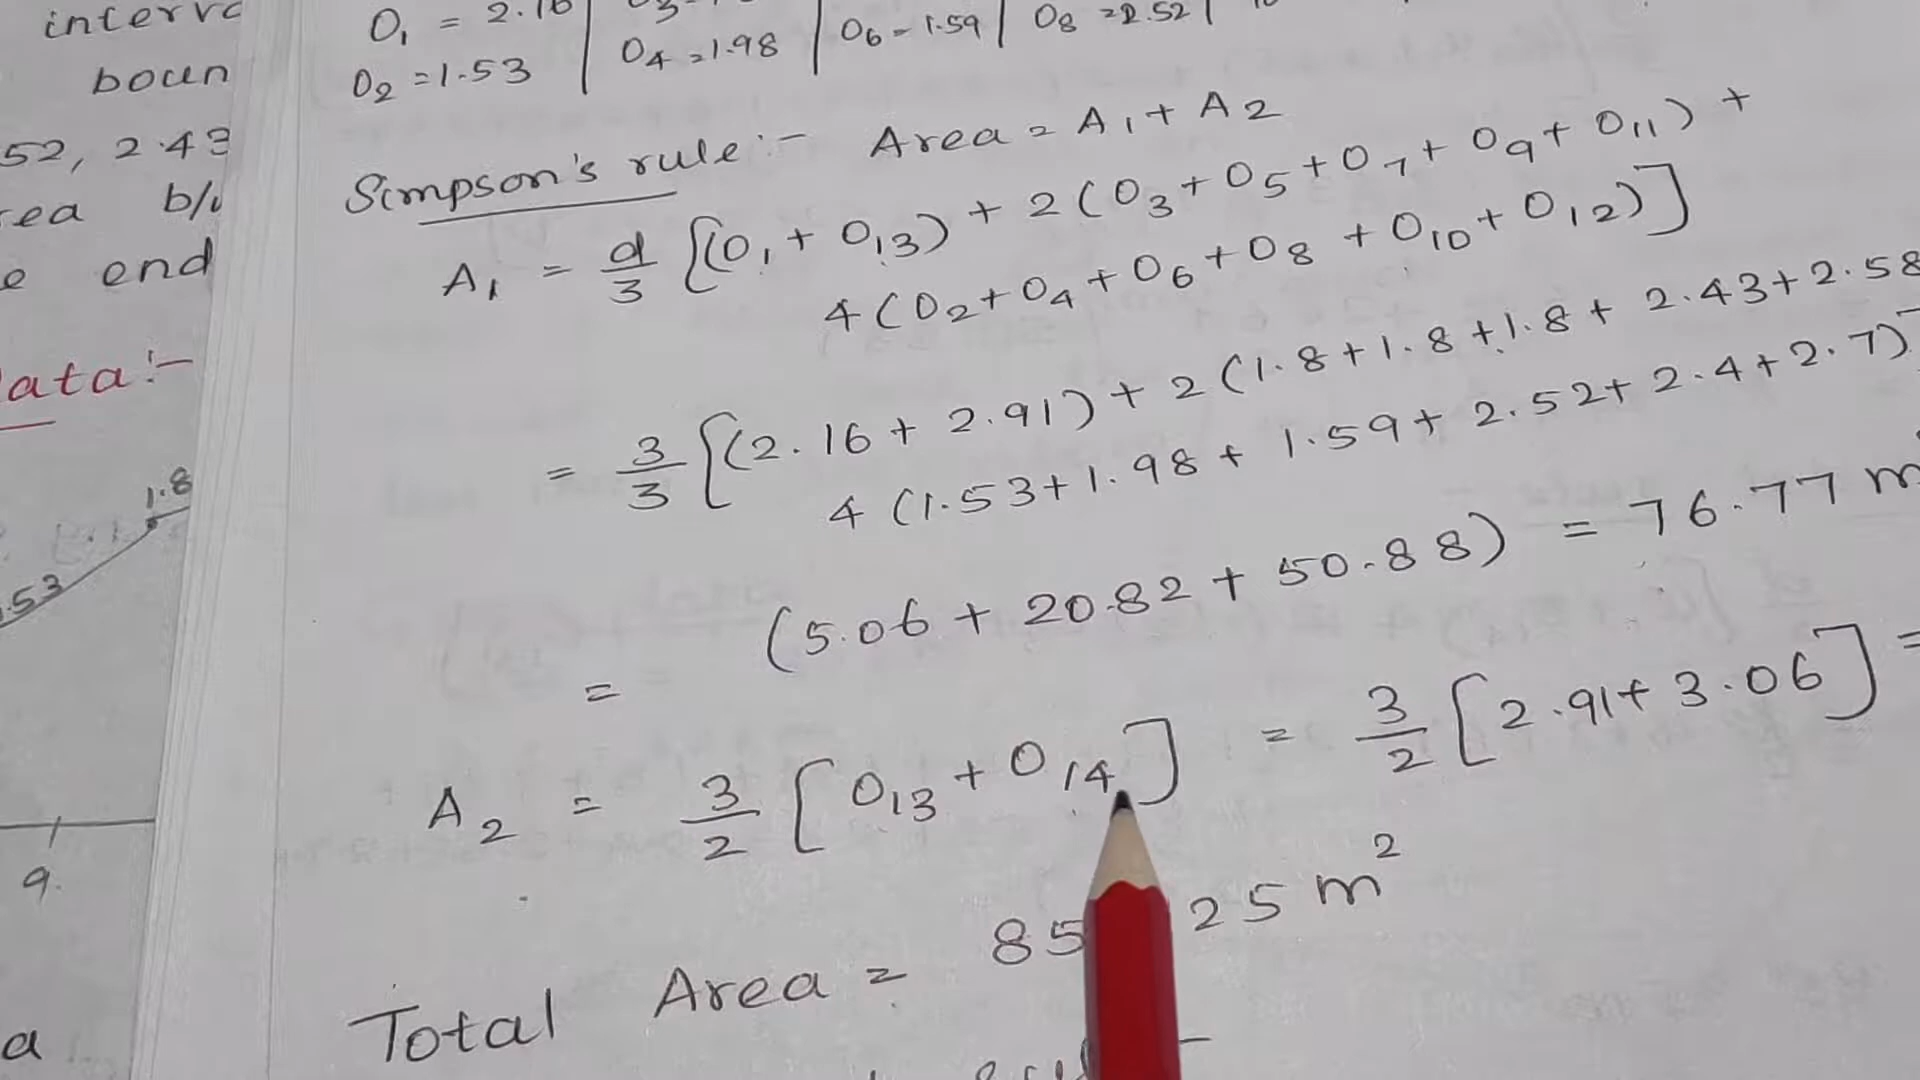 boun
52, 2.43
rea b/w
end
ata:-
1.8
.53
9.
a
O1 = 2.16
O2 = 1.53
O4 = 1.98
O6 = 1.59
O8 = 2.52
Simpson's rule:- Area = A1 + A2
A1 = d/3 [(O1 + O13) + 2(O3 + O5 + O7 + O9 + O11) +
4(O2 + O4 + O6 + O8 + O10 + O12)]
= 3/3 [(2.16 + 2.91) + 2(1.8 + 1.8 + 1.8 + 2.43 + 2.58
4(1.53 + 1.98 + 1.59 + 2.52 + 2.4 + 2.7)]
= (5.06 + 20.82 + 50.88) = 76.77 m
A2 = 3/2 [O13 + O14] = 3/2 [2.91 + 3.06] =
Total Area = 85 25 m²